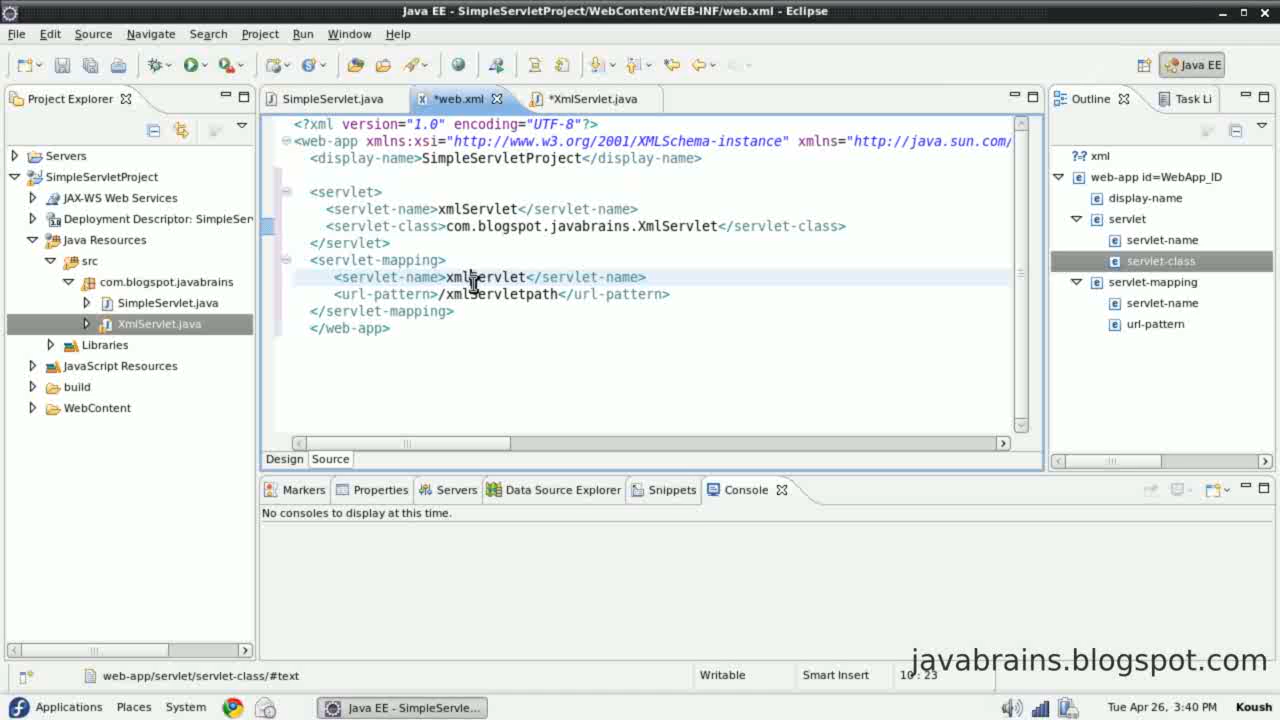 Java EE - SimpleServletProject/WebContent/WEB-INF/web.xml - Eclipse
File Edit Source Navigate Search Project Run Window Help
Java EE
Project Explorer
Servers
SimpleServletProject
JAX-WS Web Services
Deployment Descriptor: SimpleSer
Java Resources
src
com.blogspot.javabrains
SimpleServlet.java
XmlServlet.java
Libraries
JavaScript Resources
build
WebContent
SimpleServlet.java *web.xml *XmlServlet.java
<?xml version="1.0" encoding="UTF-8"?>
<web-app xmlns:xsi="http://www.w3.org/2001/XMLSchema-instance" xmlns="http://java.sun.com/
<display-name>SimpleServletProject</display-name>
<servlet>
<servlet-name>xmlServlet</servlet-name>
<servlet-class>com.blogspot.javabrains.XmlServlet</servlet-class>
</servlet>
<servlet-mapping>
<servlet-name>xmlServlet</servlet-name>
<url-pattern>/xmlServletpath</url-pattern>
</servlet-mapping>
</web-app>
Design Source
Outline Task Li
?-? xml
web-app id=WebApp_ID
display-name
servlet
servlet-name
servlet-class
servlet-mapping
servlet-name
url-pattern
Markers Properties Servers Data Source Explorer Snippets Console
No consoles to display at this time.
javabrains.blogspot.com
web-app/servlet/servlet-class/#text Writable Smart Insert 10 : 23
Applications Places System Java EE - SimpleServle... Tue Apr 26, 3:40 PM Koush